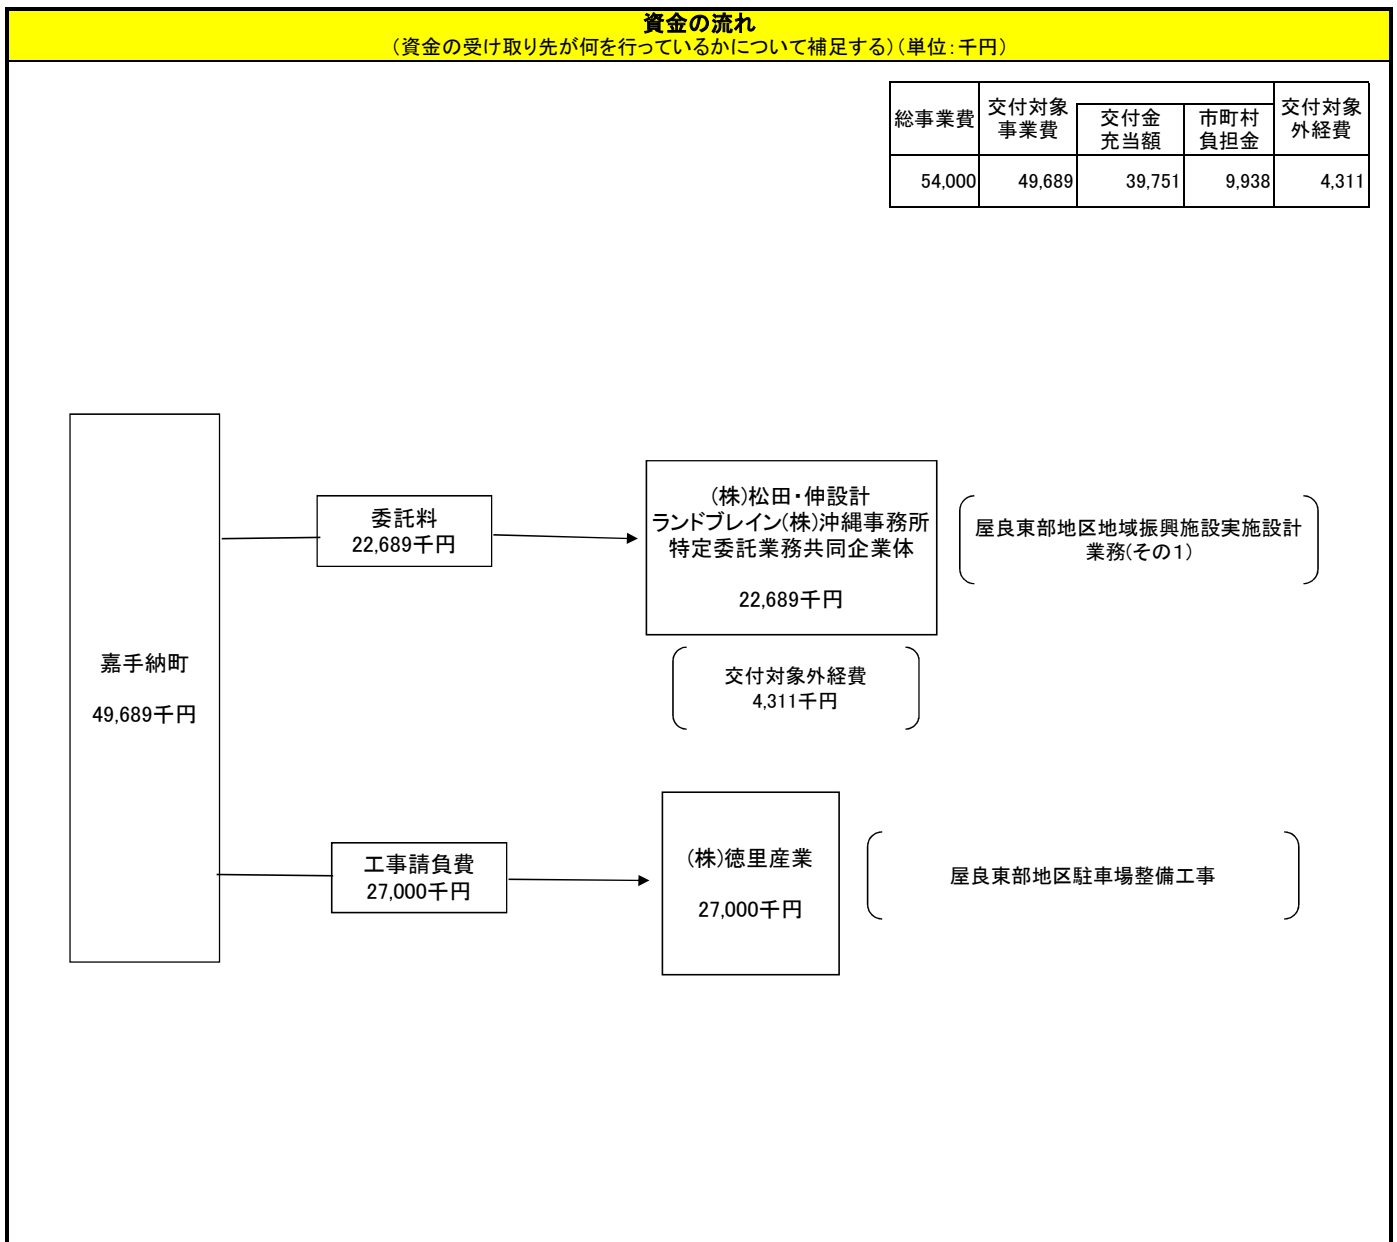 資金の流れ
(資金の受け取り先が何を行っているかについて補足する)(単位:千円)
総事業費
交付対象
事業費
交付金
充当額
市町村
負担金
交付対象
外経費
54,000 49,689 39,751 9,938 4,311
嘉手納町
49,689千円
委託料
22,689千円
(株)松田・伸設計
ランドブレイン(株)沖縄事務所
特定委託業務共同企業体
22,689千円
屋良東部地区地域振興施設実施設計
業務(その1)
交付対象外経費
4,311千円
工事請負費
27,000千円
(株)徳里産業
27,000千円
屋良東部地区駐車場整備工事